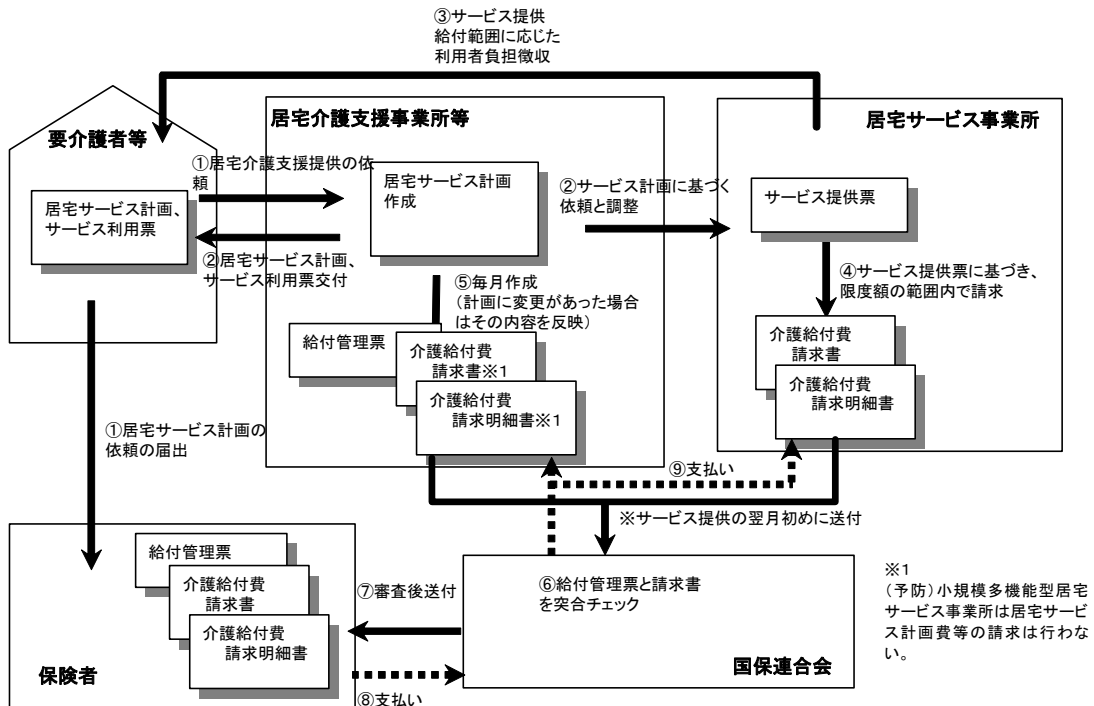 ③サービス提供
給付範囲に応じた
利用者負担徴収
要介護者等
居宅サービス計画、
サービス利用票
①居宅介護支援提供の依
頼
②居宅サービス計画、
サービス利用票交付
①居宅サービス計画の
依頼の届出
居宅介護支援事業所等
居宅サービス計画
作成
⑤毎月作成
(計画に変更があった場合
はその内容を反映)
給付管理票
介護給付費
請求書※1
介護給付費
請求明細書※1
②サービス計画に基づく
依頼と調整
居宅サービス事業所
サービス提供票
④サービス提供票に基づき、
限度額の範囲内で請求
介護給付費
請求書
介護給付費
請求明細書
⑨支払い
※サービス提供の翌月初めに送付
給付管理票
介護給付費
請求書
介護給付費
請求明細書
保険者
⑦審査後送付
⑧支払い
⑥給付管理票と請求書
を突合チェック
国保連合会
※1
(予防)小規模多機能型居宅
サービス事業所は居宅サービ
ス計画費等の請求は行わな
い。